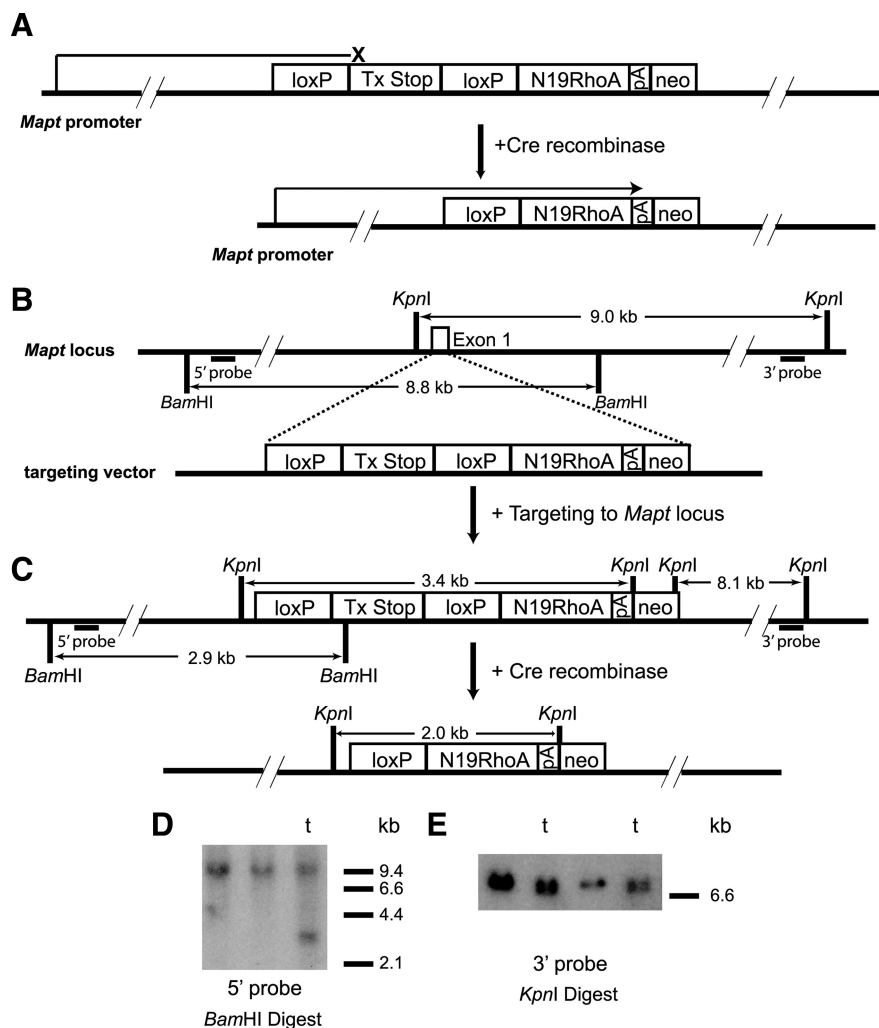 A
X
loxP Tx Stop loxP N19RhoA pA neo
Mapt promoter
+Cre recombinase
loxP N19RhoA pA neo
Mapt promoter
B
KpnI KpnI
9.0 kb
Exon 1
Mapt locus
5' probe 3' probe
8.8 kb
BamHI BamHI
loxP Tx Stop loxP N19RhoA pA neo
targeting vector
+ Targeting to Mapt locus
C
KpnI KpnI KpnI KpnI
3.4 kb 8.1 kb
loxP Tx Stop loxP N19RhoA pA neo
5' probe 3' probe
2.9 kb
BamHI BamHI
+ Cre recombinase
KpnI KpnI
2.0 kb
loxP N19RhoA pA neo
D t kb E t t kb
9.4
6.6
4.4
2.1
6.6
5' probe
BamHI Digest
3' probe
KpnI Digest